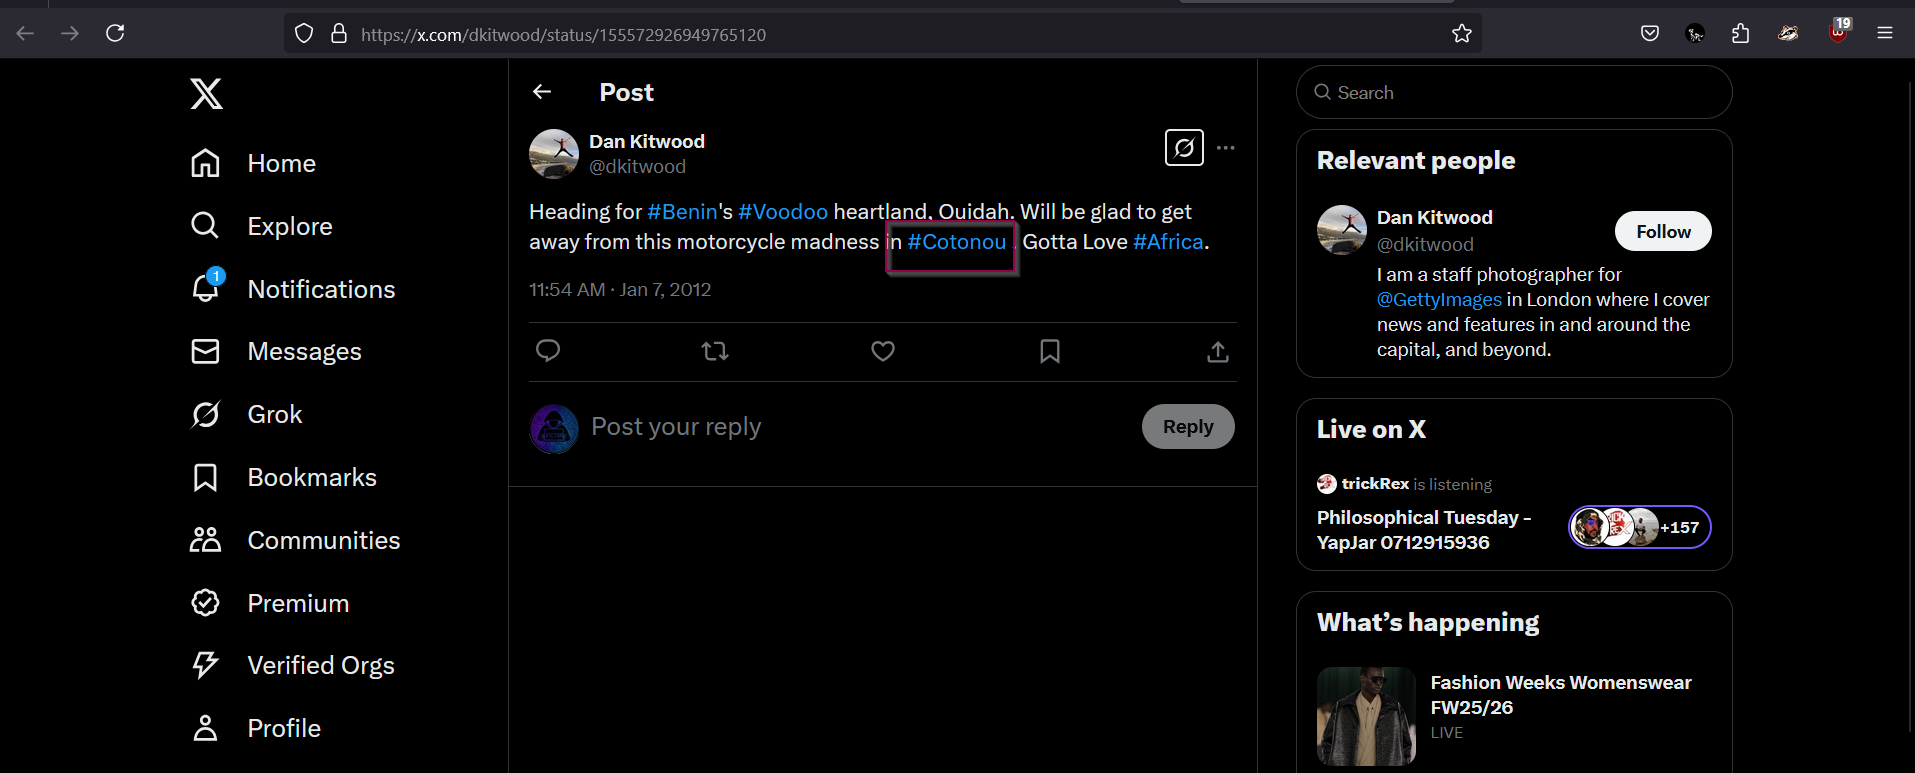 https://x.com/dkitwood/status/155572926949765120
19
Home
Explore
1
Notifications
Messages
Grok
Bookmarks
Communities
Premium
Verified Orgs
Profile
Post
Dan Kitwood
@dkitwood
Heading for #Benin's #Voodoo heartland, Ouidah. Will be glad to get
away from this motorcycle madness in #Cotonou . Gotta Love #Africa.
11:54 AM · Jan 7, 2012
Post your reply
Reply
Search
Relevant people
Dan Kitwood
@dkitwood
Follow
I am a staff photographer for
@GettyImages in London where I cover
news and features in and around the
capital, and beyond.
Live on X
trickRex is listening
Philosophical Tuesday -
YapJar 0712915936
+157
What's happening
Fashion Weeks Womenswear
FW25/26
LIVE